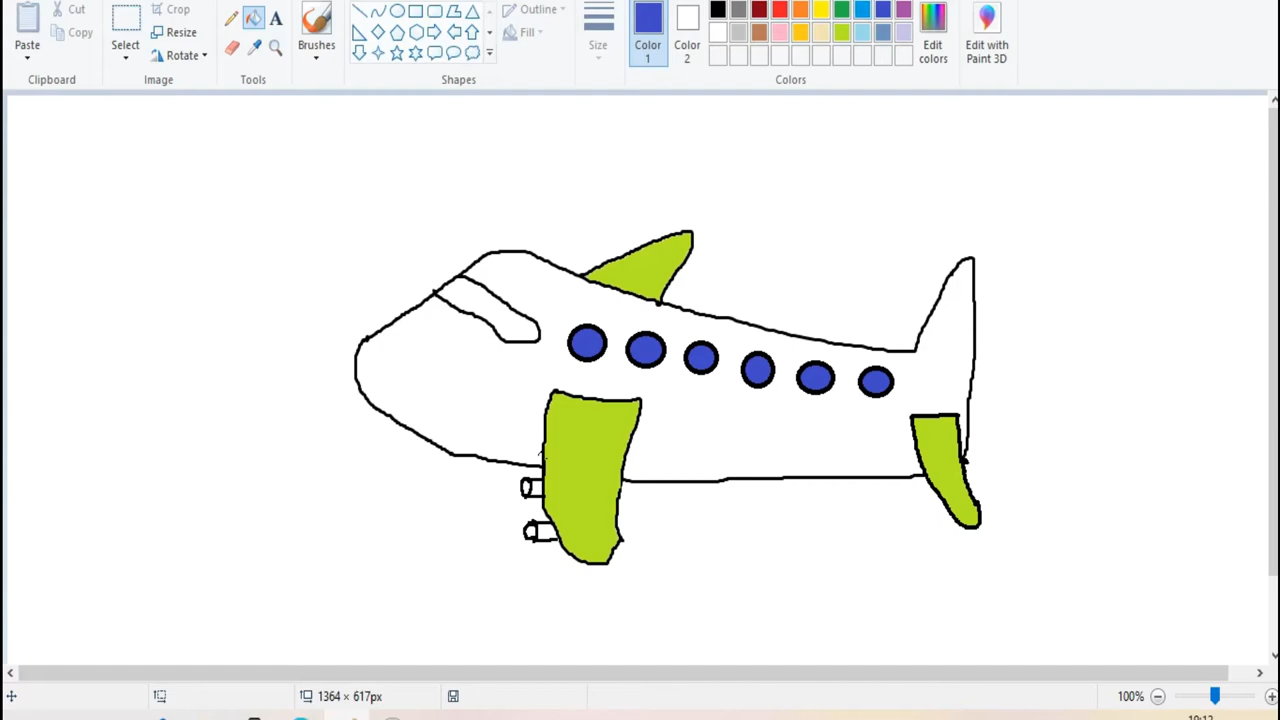 Cut
Copy
Paste
Clipboard
Select
Crop
Resize
Rotate
Image
A
Tools
Brushes
Shapes
Outline
Fill
Size
Color
1
Color
2
Edit
colors
Colors
Edit with
Paint 3D
1364 × 617px
100%